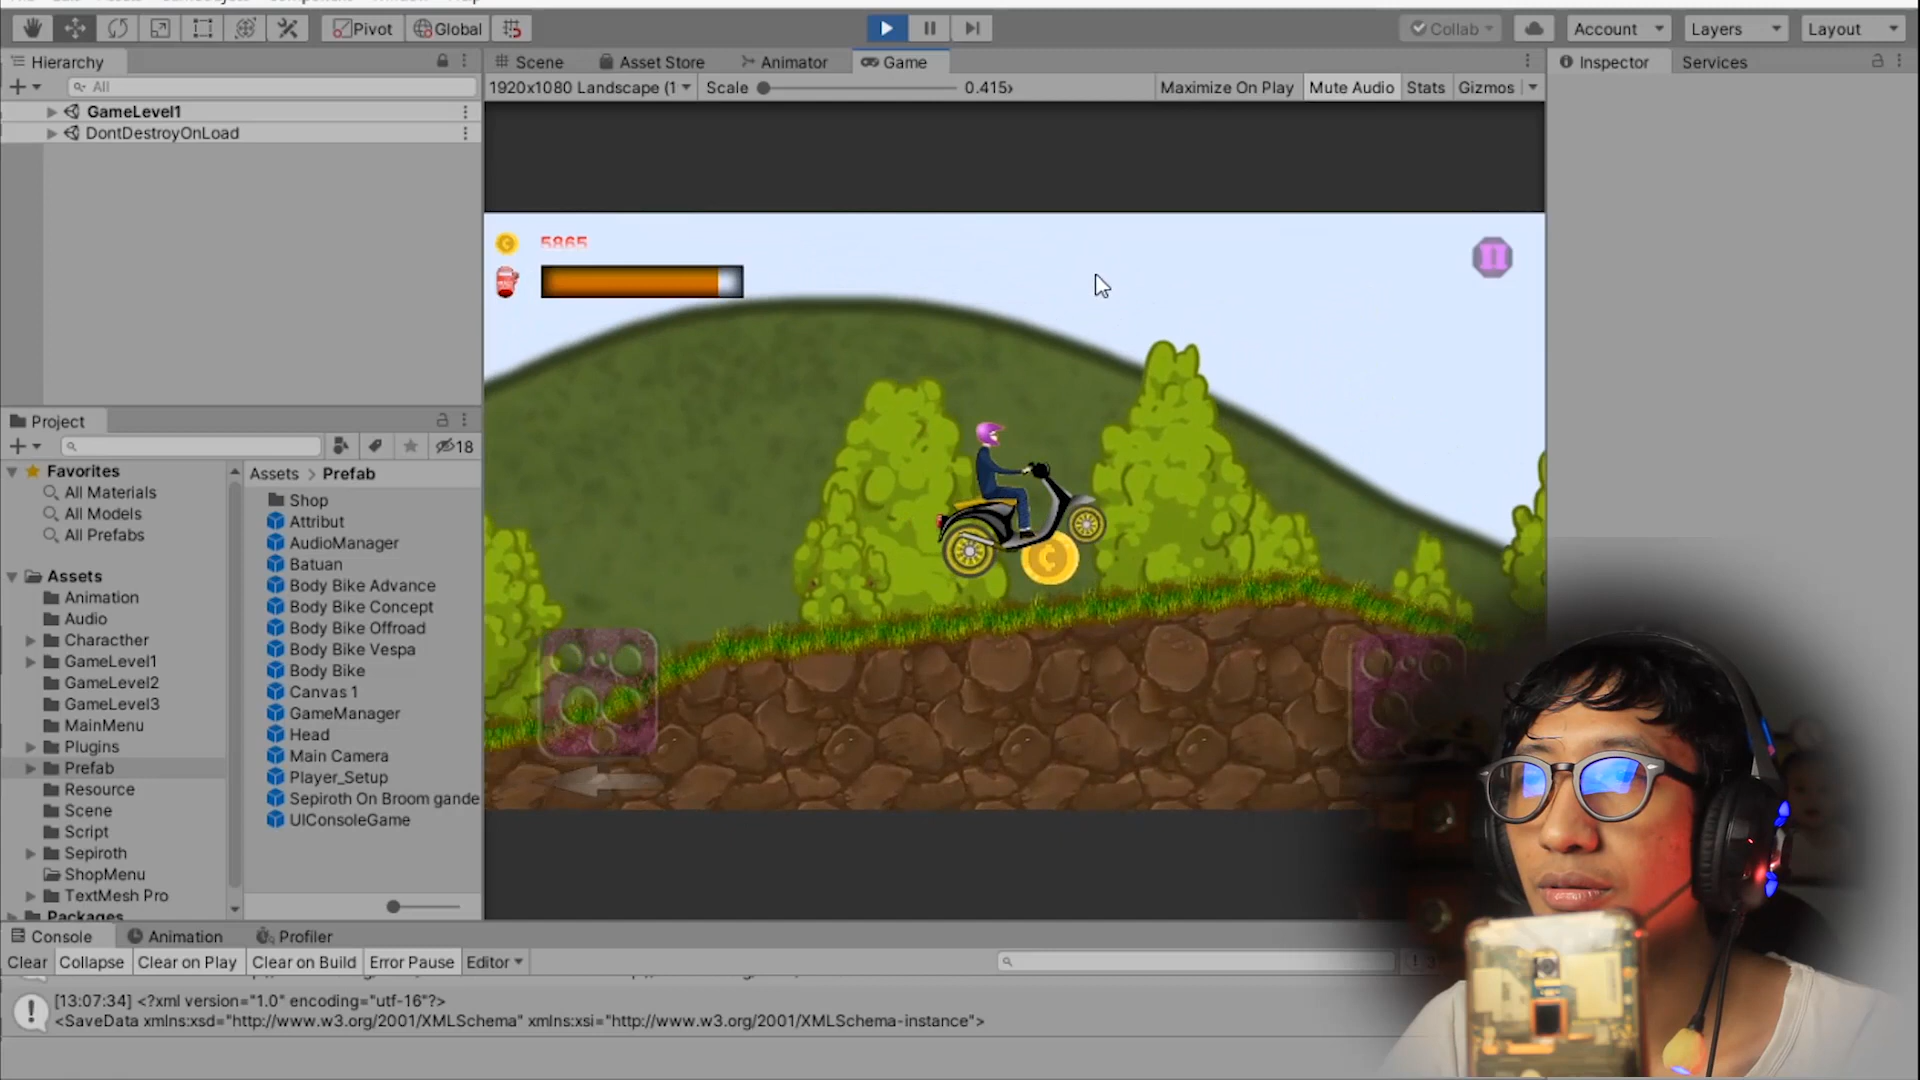 Pivot
Global
Collab
Account
Layers
Layout
Hierarchy
Scene
Asset Store
Animator
Game
Inspector
Services
All
1920x1080 Landscape (1
Scale
0.415x
Maximize On Play
Mute Audio
Stats
Gizmos
GameLevel1
DontDestroyOnLoad
5865
Project
18
Favorites
All Materials
All Models
All Prefabs
Assets
Animation
Audio
Characther
GameLevel1
GameLevel2
GameLevel3
MainMenu
Plugins
Prefab
Resource
Scene
Script
Sepiroth
ShopMenu
TextMesh Pro
Packages
Assets > Prefab
Shop
Attribut
AudioManager
Batuan
Body Bike Advance
Body Bike Concept
Body Bike Offroad
Body Bike Vespa
Body Bike
Canvas 1
GameManager
Head
Main Camera
Player_Setup
Sepiroth On Broom gande
UIConsoleGame
Console
Animation
Profiler
Clear
Collapse
Clear on Play
Clear on Build
Error Pause
Editor
[13:07:34] <?xml version="1.0" encoding="utf-16"?>
<SaveData xmlns:xsd="http://www.w3.org/2001/XMLSchema" xmlns:xsi="http://www.w3.org/2001/XMLSchema-instance">